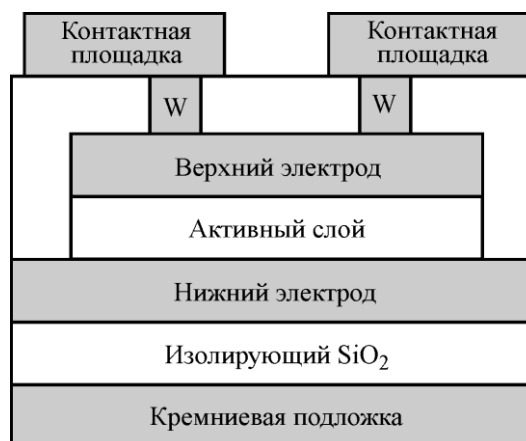 Контактная
площадка
Контактная
площадка
W
W
Верхний электрод
Активный слой
Нижний электрод
Изолирующий SiO₂
Кремниевая подложка